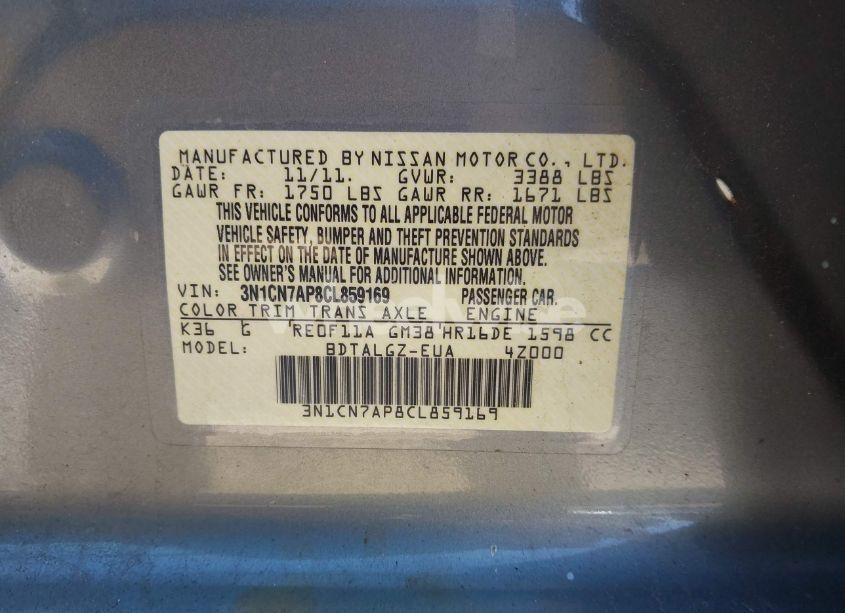 MANUFACTURED BY NISSAN MOTOR CO., LTD.
DATE: 11/11. GVWR: 3388 LBS
GAWR FR: 1750 LBS GAWR RR: 1671 LBS
THIS VEHICLE CONFORMS TO ALL APPLICABLE FEDERAL MOTOR
VEHICLE SAFETY, BUMPER AND THEFT PREVENTION STANDARDS
IN EFFECT ON THE DATE OF MANUFACTURE SHOWN ABOVE.
SEE OWNER'S MANUAL FOR ADDITIONAL INFORMATION.
VIN: 3N1CN7AP8CL859169 PASSENGER CAR.
COLOR TRIM TRANS AXLE ENGINE
K36 G RE0F11A GM38 HR16DE 1598 CC
MODEL: BDTALGZ-EUA 4Z000
3N1CN7AP8CL859169